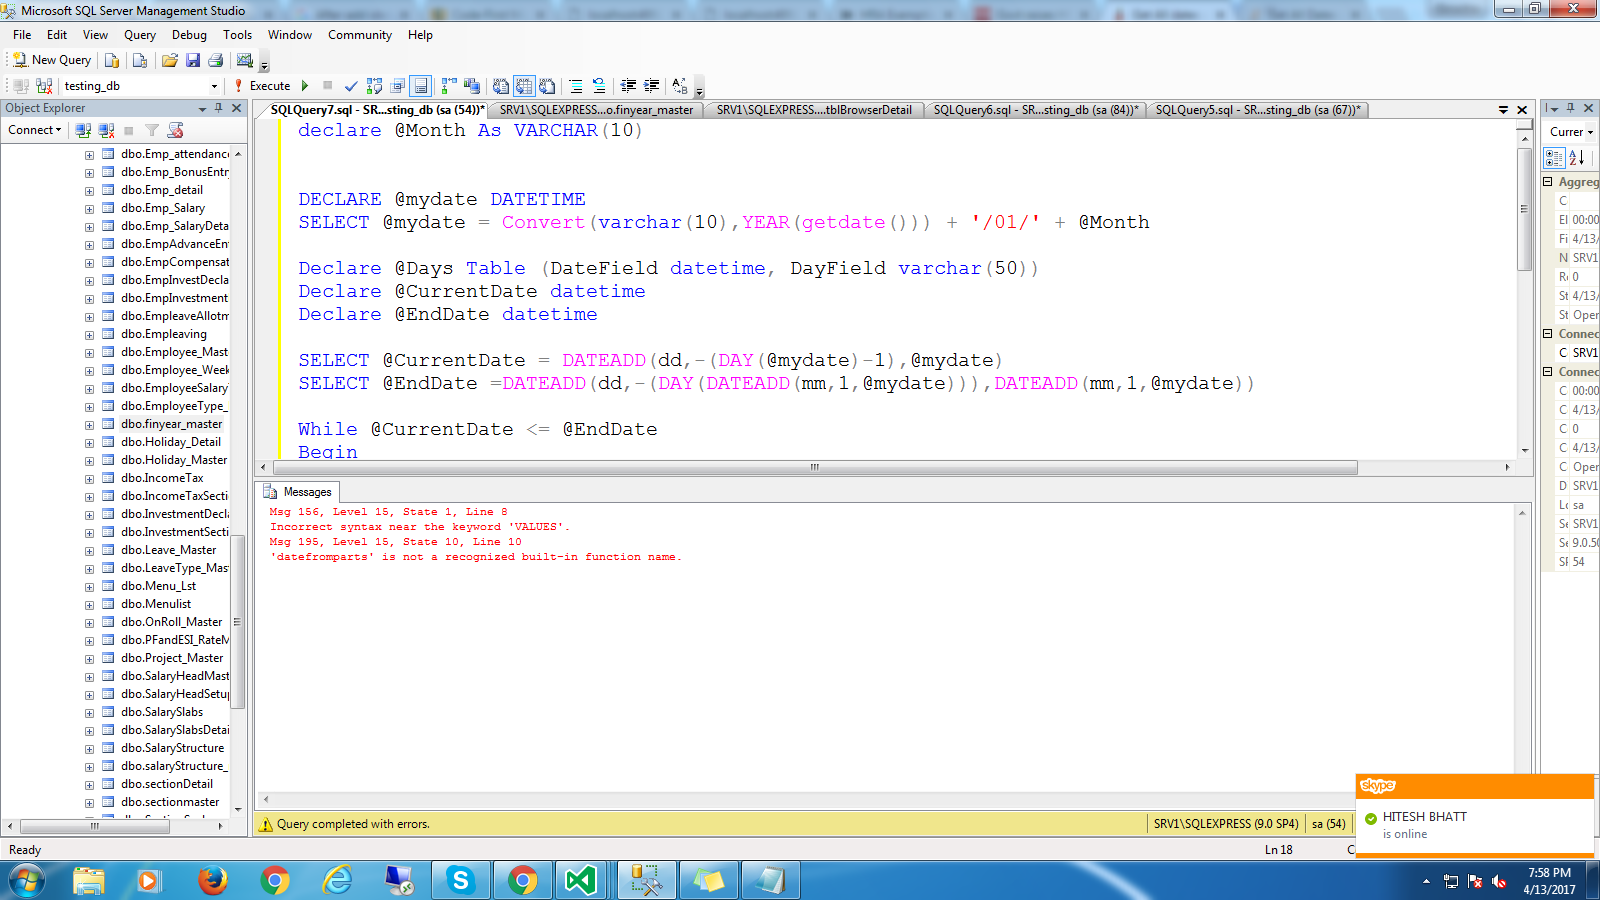 Microsoft SQL Server Management Studio
File Edit View Query Debug Tools Window Community Help
New Query
testing_db Execute
Object Explorer
Connect
dbo.Emp_attendanc
dbo.Emp_BonusEntr
dbo.Emp_detail
dbo.Emp_Salary
dbo.Emp_SalaryDeta
dbo.EmpAdvanceEnt
dbo.EmpCompensat
dbo.EmpInvestDecla
dbo.EmpInvestment
dbo.EmpleaveAllotm
dbo.Empleaving
dbo.Employee_Mast
dbo.Employee_Week
dbo.EmployeeSalary
dbo.EmployeeType_
dbo.finyear_master
dbo.Holiday_Detail
dbo.Holiday_Master
dbo.IncomeTax
dbo.IncomeTaxSecti
dbo.InvestmentDecl
dbo.InvestmentSecti
dbo.Leave_Master
dbo.LeaveType_Mas
dbo.Menu_Lst
dbo.Menulist
dbo.OnRoll_Master
dbo.PFandESI_RateM
dbo.Project_Master
dbo.SalaryHeadMast
dbo.SalaryHeadSetup
dbo.SalarySlabs
dbo.SalarySlabsDetai
dbo.SalaryStructure
dbo.salaryStructure_
dbo.sectionDetail
dbo.sectionmaster
SQLQuery7.sql - SR...sting_db (sa (54))* SRV1\SQLEXPRESS...o.finyear_master SRV1\SQLEXPRESS....tblBrowserDetail SQLQuery6.sql - SR...sting_db (sa (84))* SQLQuery5.sql - SR...sting_db (sa (67))*
declare @Month As VARCHAR(10)
DECLARE @mydate DATETIME
SELECT @mydate = Convert(varchar(10),YEAR(getdate())) + '/01/' + @Month
Declare @Days Table (DateField datetime, DayField varchar(50))
Declare @CurrentDate datetime
Declare @EndDate datetime
SELECT @CurrentDate = DATEADD(dd,-(DAY(@mydate)-1),@mydate)
SELECT @EndDate =DATEADD(dd,-(DAY(DATEADD(mm,1,@mydate))),DATEADD(mm,1,@mydate))
While @CurrentDate <= @EndDate
Begin
Messages
Msg 156, Level 15, State 1, Line 8
Incorrect syntax near the keyword 'VALUES'.
Msg 195, Level 15, State 10, Line 10
'datefromparts' is not a recognized built-in function name.
Query completed with errors. SRV1\SQLEXPRESS (9.0 SP4) sa (54)
Currer
Aggreg
C
El 00:00
Fi 4/13/
N SRV1
R 0
St 4/13/
St Oper
Connec
C SRV1
Connec
C 00:00
C 4/13/
C 0
C 4/13/
C Oper
D SRV1
Lc sa
Se SRV1
Se 9.0.50
SF 54
skype
HITESH BHATT
is online
Ready Ln 18 C
7:58 PM
4/13/2017